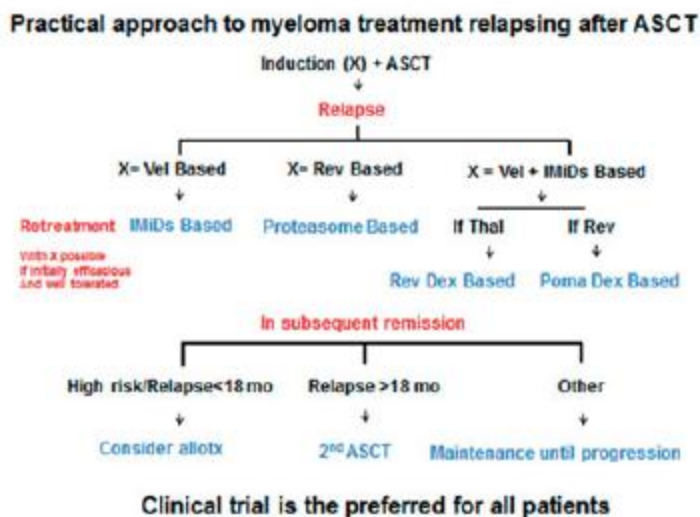 Practical approach to myeloma treatment relapsing after ASCT
Induction (X) + ASCT
Relapse
X= Vel Based X= Rev Based X = Vel + IMiDs Based
Retreatment IMiDs Based Proteasome Based If Thal If Rev
With X possible
If initially efficacious
And well tolerated
Rev Dex Based Poma Dex Based
In subsequent remission
High risk/Relapse<18 mo Relapse >18 mo Other
Consider allotx 2nd ASCT Maintenance until progression
Clinical trial is the preferred for all patients